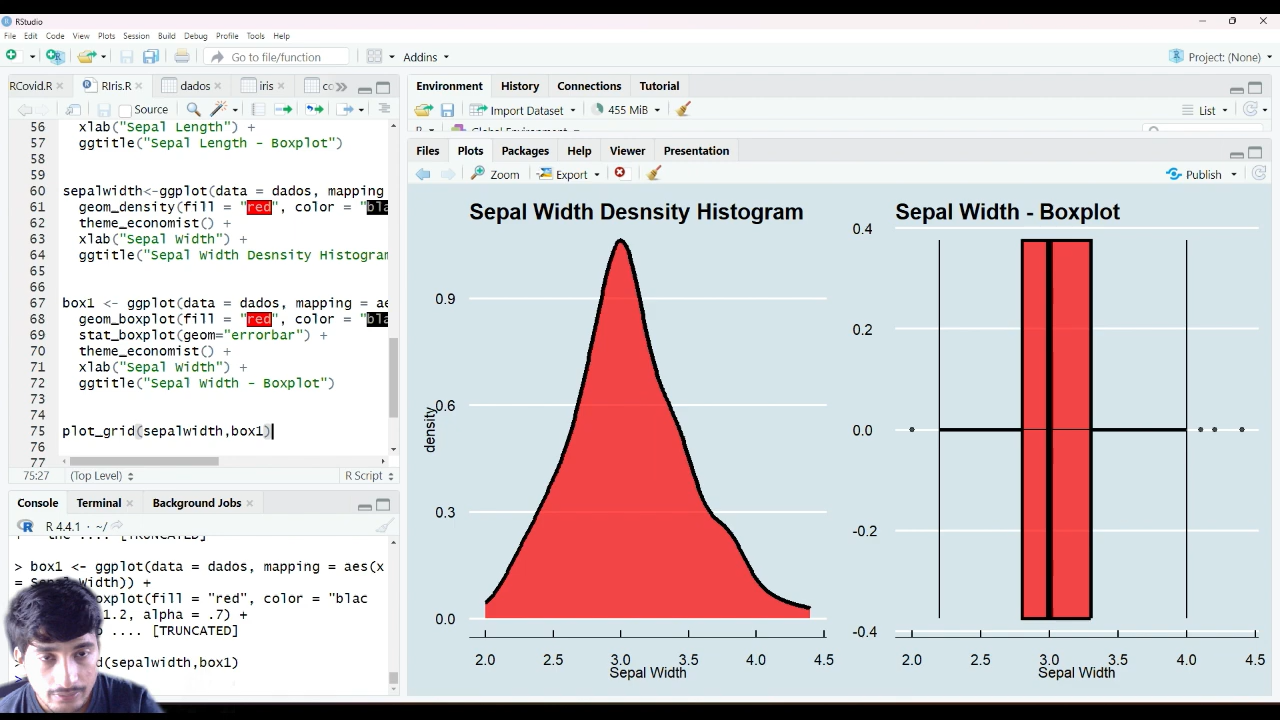 RStudio
File Edit Code View Plots Session Build Debug Profile Tools Help
Go to file/function Addins Project: (None)
RCovid.R RIris.R dados iris
Source
56 xlab("Sepal Length") +
57 ggtitle("Sepal Length - Boxplot")
58
59
60 sepalwidth<-ggplot(data = dados, mapping
61 geom_density(fill = "red", color = "bla
62 theme_economist() +
63 xlab("Sepal Width") +
64 ggtitle("Sepal Width Desnsity Histogram
65
66
67 box1 <- ggplot(data = dados, mapping = ae
68 geom_boxplot(fill = "red", color = "bla
69 stat_boxplot(geom="errorbar") +
70 theme_economist() +
71 xlab("Sepal Width") +
72 ggtitle("Sepal Width - Boxplot")
73
74
75 plot_grid(sepalwidth,box1)
76
77
75:27 (Top Level) R Script
Console Terminal Background Jobs
R 4.4.1 · ~/
> box1 <- ggplot(data = dados, mapping = aes(x
= Sepal Width)) +
oxplot(fill = "red", color = "blac
1.2, alpha = .7) +
.... [TRUNCATED]
d(sepalwidth,box1)
Environment History Connections Tutorial
Import Dataset 455 MiB List
R Global Environment
Files Plots Packages Help Viewer Presentation
Zoom Export Publish
Sepal Width Desnsity Histogram
0.9
0.6
0.3
0.0
density
2.0 2.5 3.0 3.5 4.0 4.5
Sepal Width
Sepal Width - Boxplot
0.4
0.2
0.0
-0.2
-0.4
2.0 2.5 3.0 3.5 4.0 4.5
Sepal Width